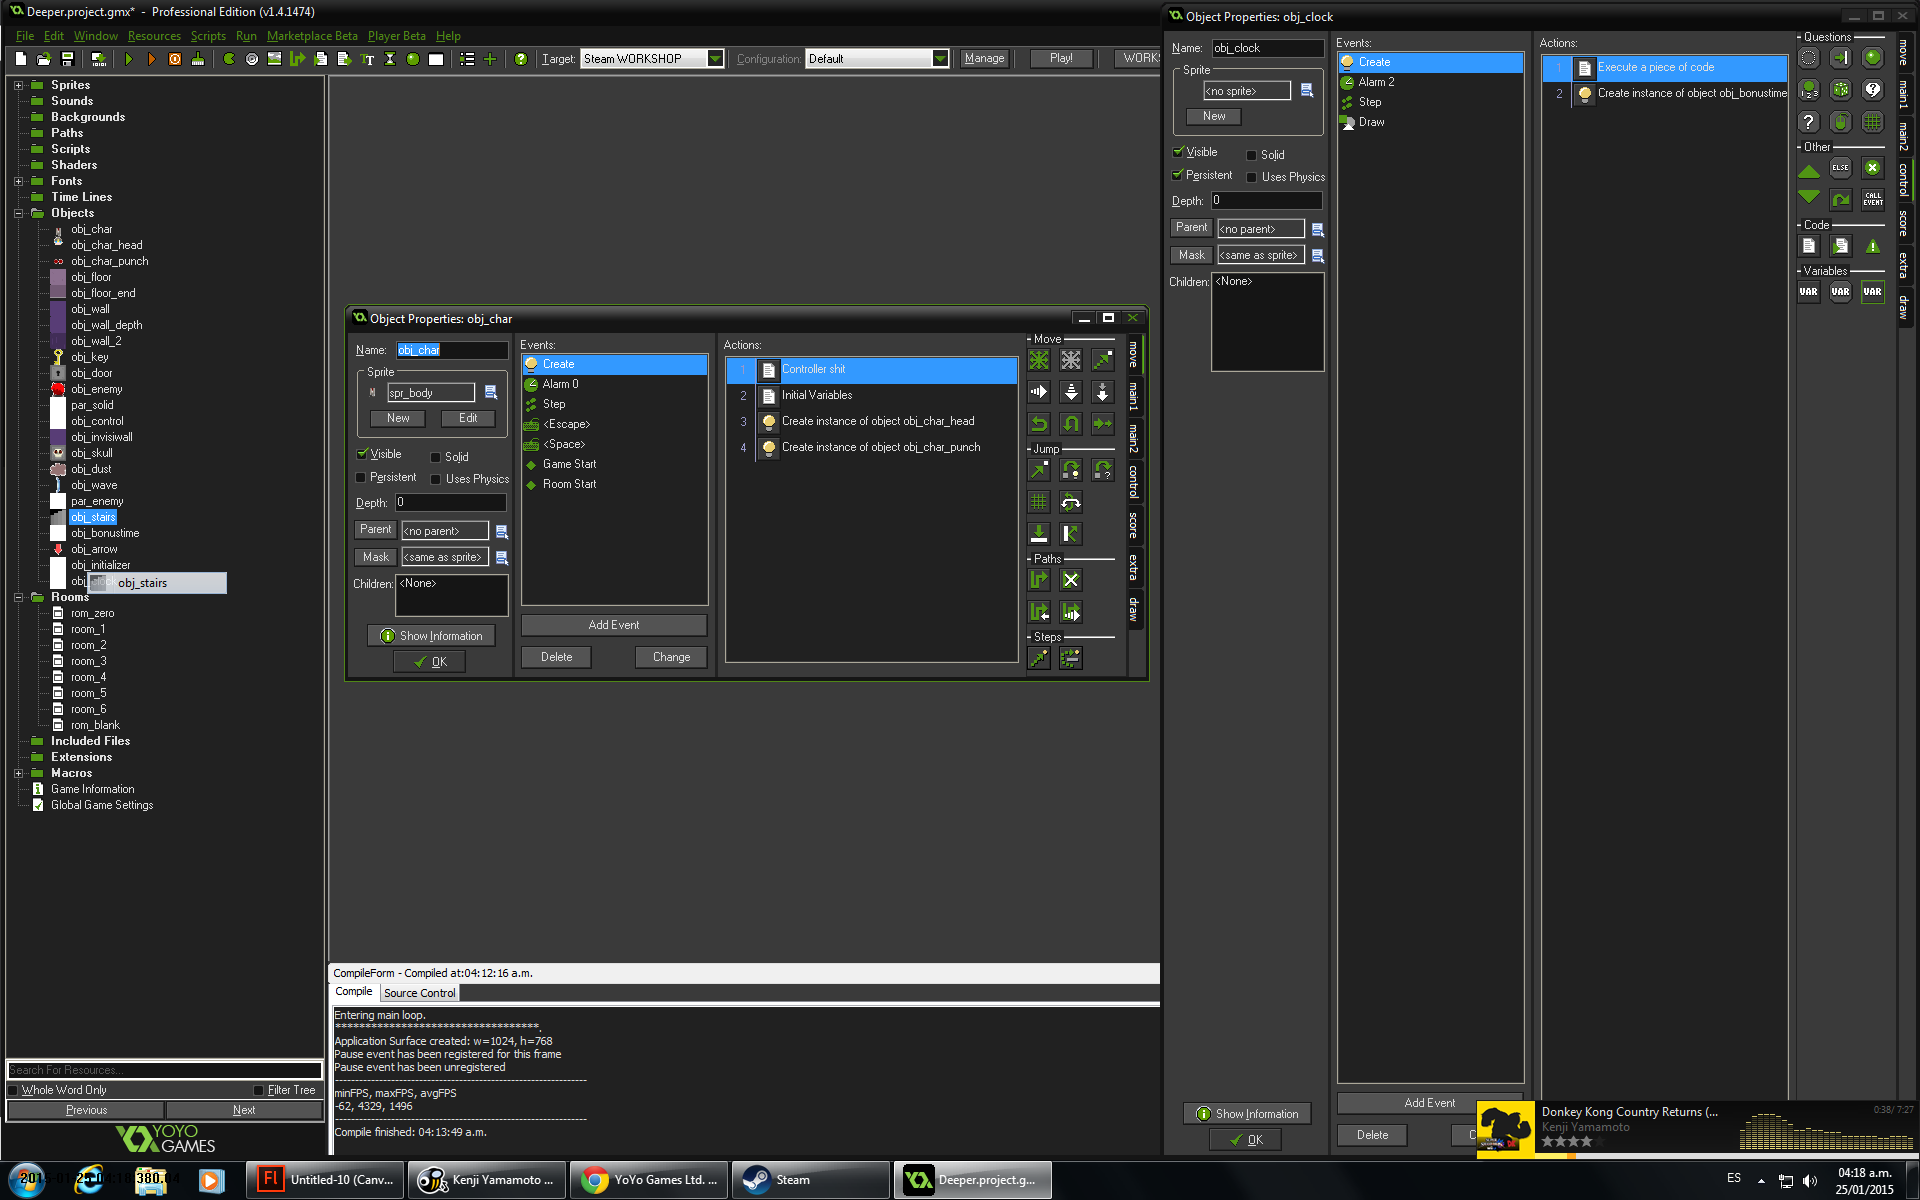 Deeper.project.gmx* - Professional Edition (v1.4.1474)
File Edit Window Resources Scripts Run Marketplace Beta Player Beta Help
Target: Steam WORKSHOP Configuration: Default Manage Play! WORKS
Sprites
Sounds
Backgrounds
Paths
Scripts
Shaders
Fonts
Time Lines
Objects
obj_char
obj_char_head
obj_char_punch
obj_floor
obj_floor_end
obj_wall
obj_wall_depth
obj_wall_2
obj_key
obj_door
obj_enemy
par_solid
obj_control
obj_invisiwall
obj_skull
obj_dust
obj_wave
par_enemy
obj_stairs
obj_bonustime
obj_arrow
obj_initializer
obj_clock
obj_stairs
Rooms
rom_zero
room_1
room_2
room_3
room_4
room_5
room_6
rom_blank
Included Files
Extensions
Macros
Game Information
Global Game Settings
Search For Resources...
Whole Word Only Filter Tree
Previous Next
YOYO
GAMES
Object Properties: obj_char
Name: obj_char
Sprite
spr_body
New Edit
Visible Solid
Persistent Uses Physics
Depth: 0
Parent <no parent>
Mask <same as sprite>
Children: <None>
Show Information
OK
Events:
Create
Alarm 0
Step
<Escape>
<Space>
Game Start
Room Start
Add Event
Delete Change
Actions:
1 Controller shit
2 Initial Variables
3 Create instance of object obj_char_head
4 Create instance of object obj_char_punch
Move
Jump
Paths
Steps
move
main1
main2
control
score
extra
draw
CompileForm - Compiled at:04:12:16 a.m.
Compile Source Control
Entering main loop.
**********************************.
Application Surface created: w=1024, h=768
Pause event has been registered for this frame
Pause event has been unregistered
minFPS, maxFPS, avgFPS
-62, 4329, 1496
Compile finished: 04:13:49 a.m.
Object Properties: obj_clock
Name: obj_clock
Sprite
<no sprite>
New
Visible Solid
Persistent Uses Physics
Depth: 0
Parent <no parent>
Mask <same as sprite>
Children: <None>
Show Information
OK
Events:
Create
Alarm 2
Step
Draw
Add Event
Delete C
Actions:
1 Execute a piece of code
2 Create instance of object obj_bonustime
Questions
Other
ELSE
CALL EVENT
Code
Variables
VAR VAR VAR
move
main1
main2
control
score
extra
draw
Donkey Kong Country Returns (...
Kenji Yamamoto
0:38/ 7:27
Untitled-10 (Canv...
Kenji Yamamoto ...
YoYo Games Ltd. ...
Steam
Deeper.project.g...
ES
04:18 a.m.
25/01/2015